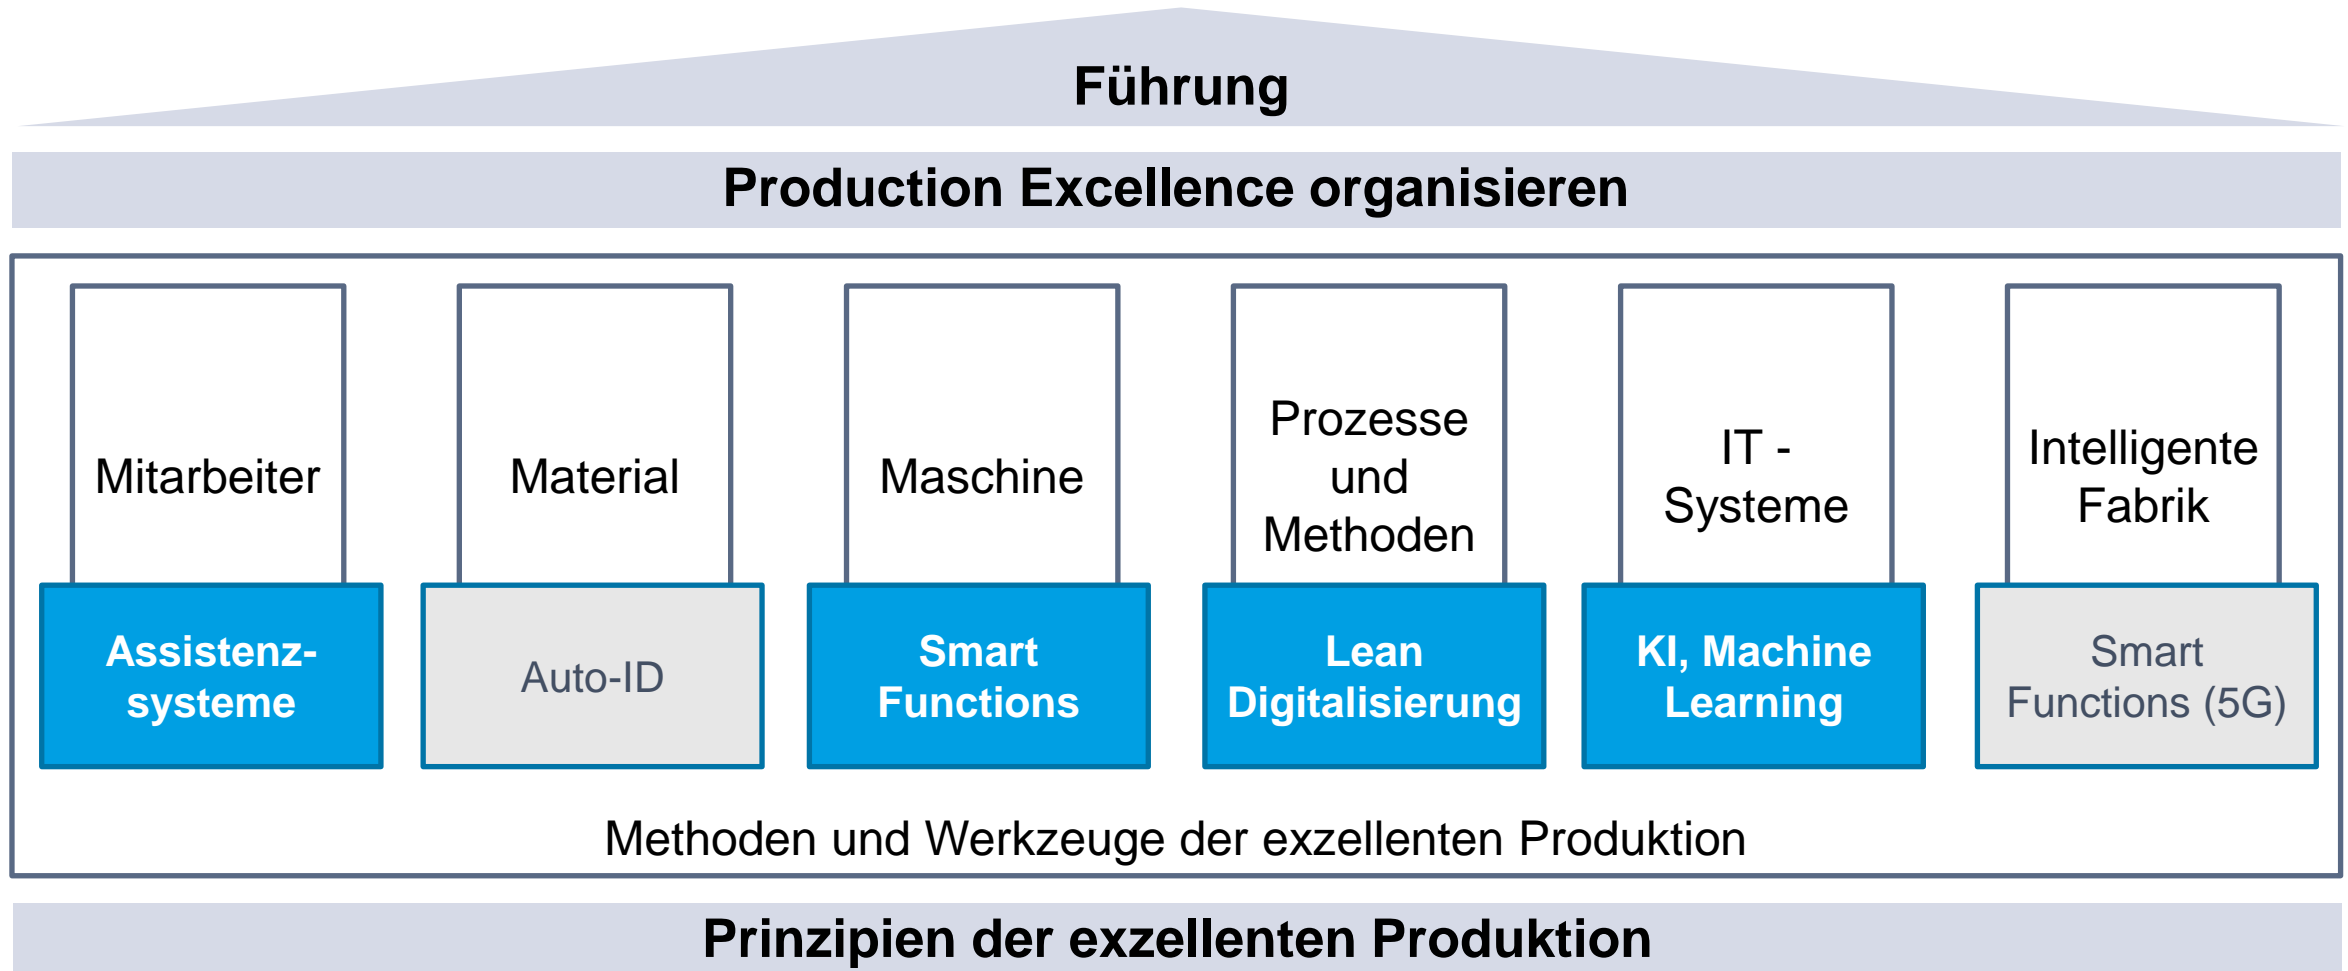 Führung
Production Excellence organisieren
Mitarbeiter
Material
Maschine
Prozesse
und
Methoden
IT -
Systeme
Intelligente
Fabrik
Assistenz-
systeme
Auto-ID
Smart
Functions
Lean
Digitalisierung
KI, Machine
Learning
Smart
Functions (5G)
Methoden und Werkzeuge der exzellenten Produktion
Prinzipien der exzellenten Produktion